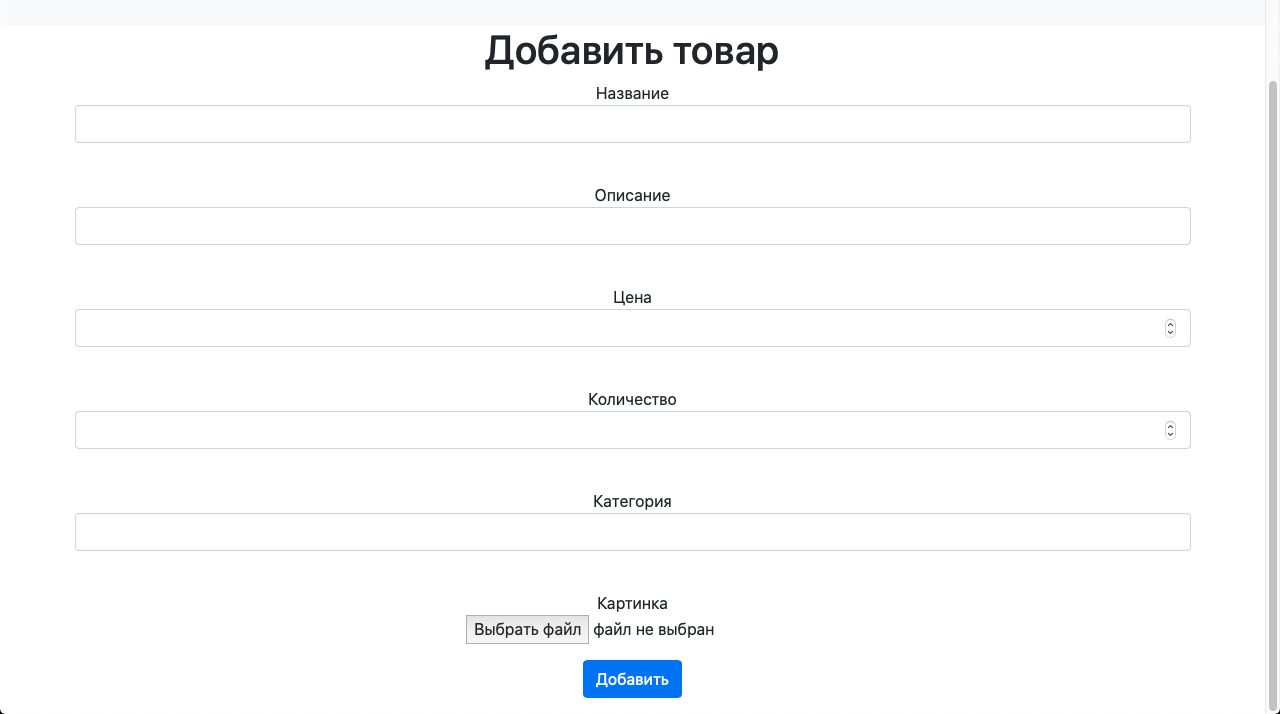 Добавить товар
Название
Описание
Цена
Количество
Категория
Картинка
Выбрать файл файл не выбран
Добавить